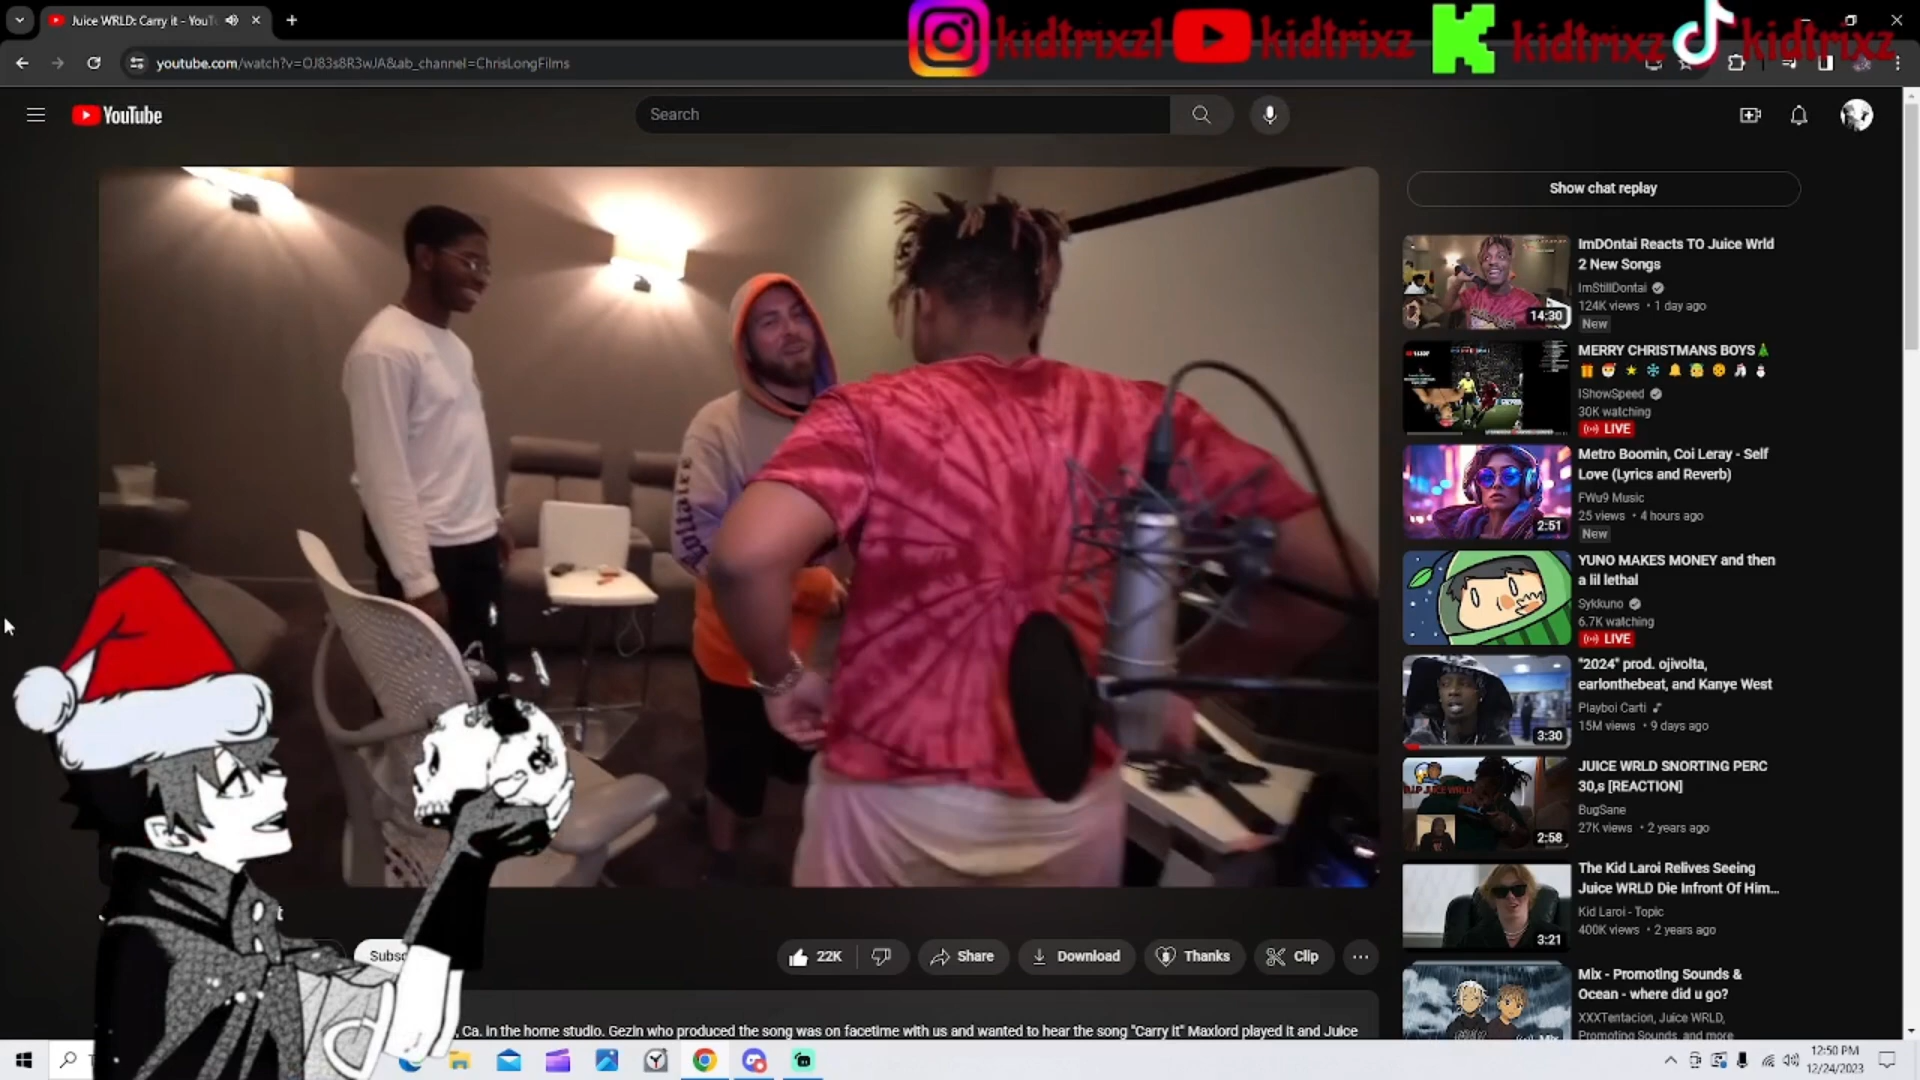 Juice WRLD: Carry it - YouT
kidtrixz1 kidtrixz kidtrixz kidtrixz
youtube.com/watch?v=OJ83s8R3wJA&ab_channel=ChrisLongFilms
YouTube
Search
Show chat replay
ImDOntai Reacts TO Juice Wrld
2 New Songs
ImStillDontai
124K views • 1 day ago
New
14:30
MERRY CHRISTMANS BOYS🎄
🎁 🎅 ★ ❄ 🔔 🤶 🍪 🦌 ⛄
IShowSpeed
30K watching
LIVE
Metro Boomin, Coi Leray - Self
Love (Lyrics and Reverb)
FWu9 Music
25 views • 4 hours ago
New
2:51
YUNO MAKES MONEY and then
a lil lethal
Sykkuno
6.7K watching
LIVE
"2024" prod. ojivolta,
earlonthebeat, and Kanye West
Playboi Carti
15M views • 9 days ago
3:30
JUICE WRLD SNORTING PERC
30,s [REACTION]
BugSane
27K views • 2 years ago
2:58
The Kid Laroi Relives Seeing
Juice WRLD Die Infront Of Him...
Kid Laroi - Topic
400K views • 2 years ago
3:21
Mix - Promoting Sounds &
Ocean - where did u go?
XXXTentacion, Juice WRLD,
Promoting Sounds, and more
Mix
Subsc
22K
Share
Download
Thanks
Clip
, Ca. In the home studio. Gezin who produced the song was on facetime with us and wanted to hear the song "Carry it" Maxlord played it and Juice
12:50 PM
12/24/2023